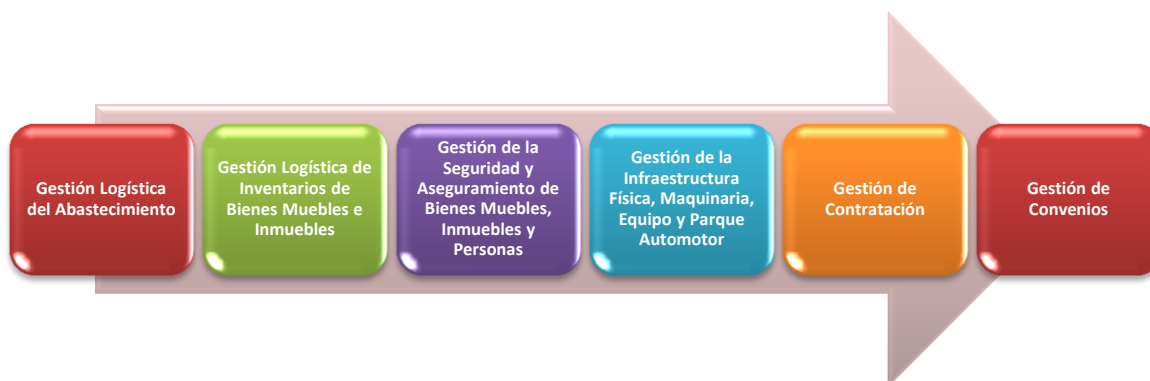 Gestión Logística
del Abastecimiento
Gestión Logística de
Inventarios de
Bienes Muebles e
Inmuebles
Gestión de la
Seguridad y
Aseguramiento de
Bienes Muebles,
Inmuebles y
Personas
Gestión de la
Infraestructura
Física, Maquinaria,
Equipo y Parque
Automotor
Gestión de
Contratación
Gestión de
Convenios